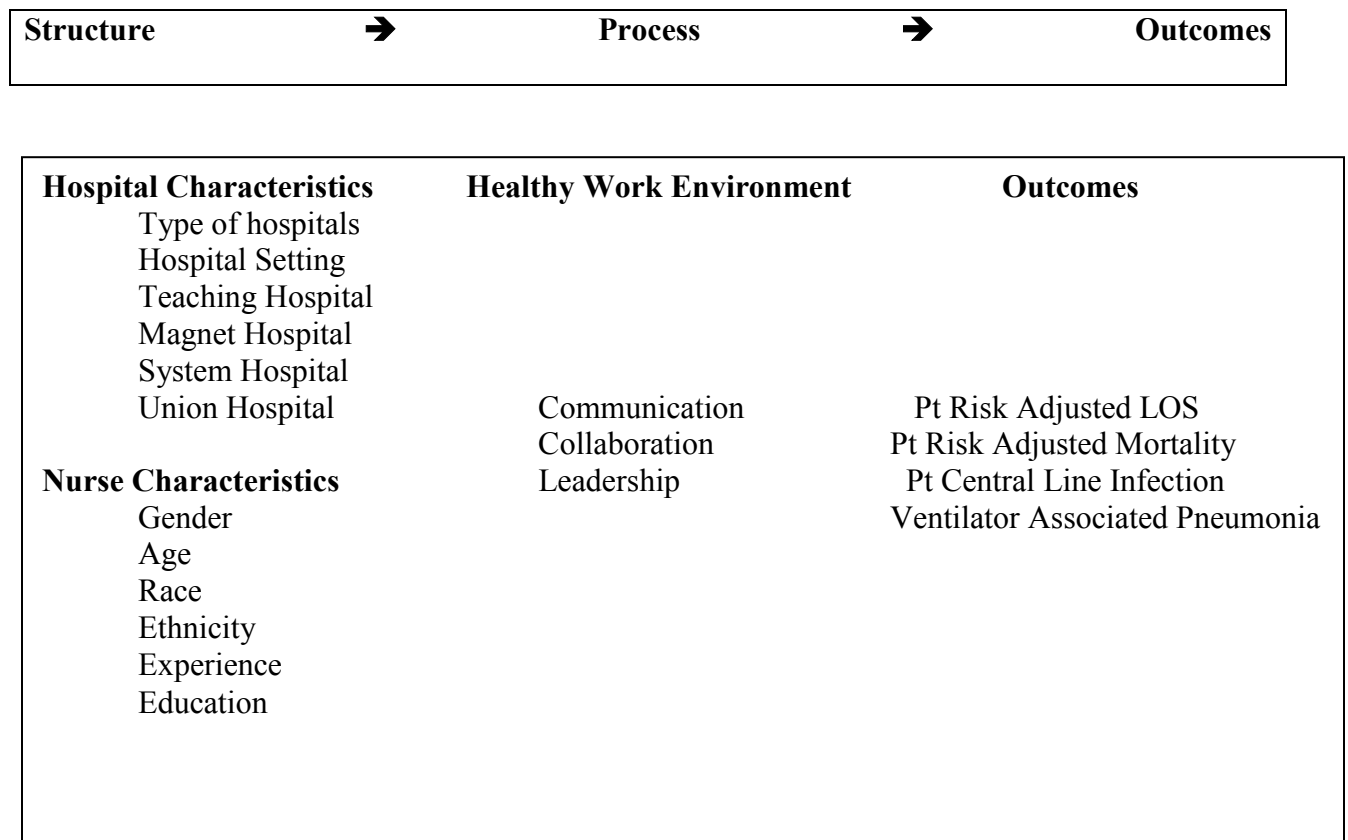 Structure ➔ Process ➔ Outcomes
Hospital Characteristics Healthy Work Environment Outcomes
Type of hospitals
Hospital Setting
Teaching Hospital
Magnet Hospital
System Hospital
Union Hospital Communication Pt Risk Adjusted LOS
Collaboration Pt Risk Adjusted Mortality
Nurse Characteristics Leadership Pt Central Line Infection
Gender Ventilator Associated Pneumonia
Age
Race
Ethnicity
Experience
Education